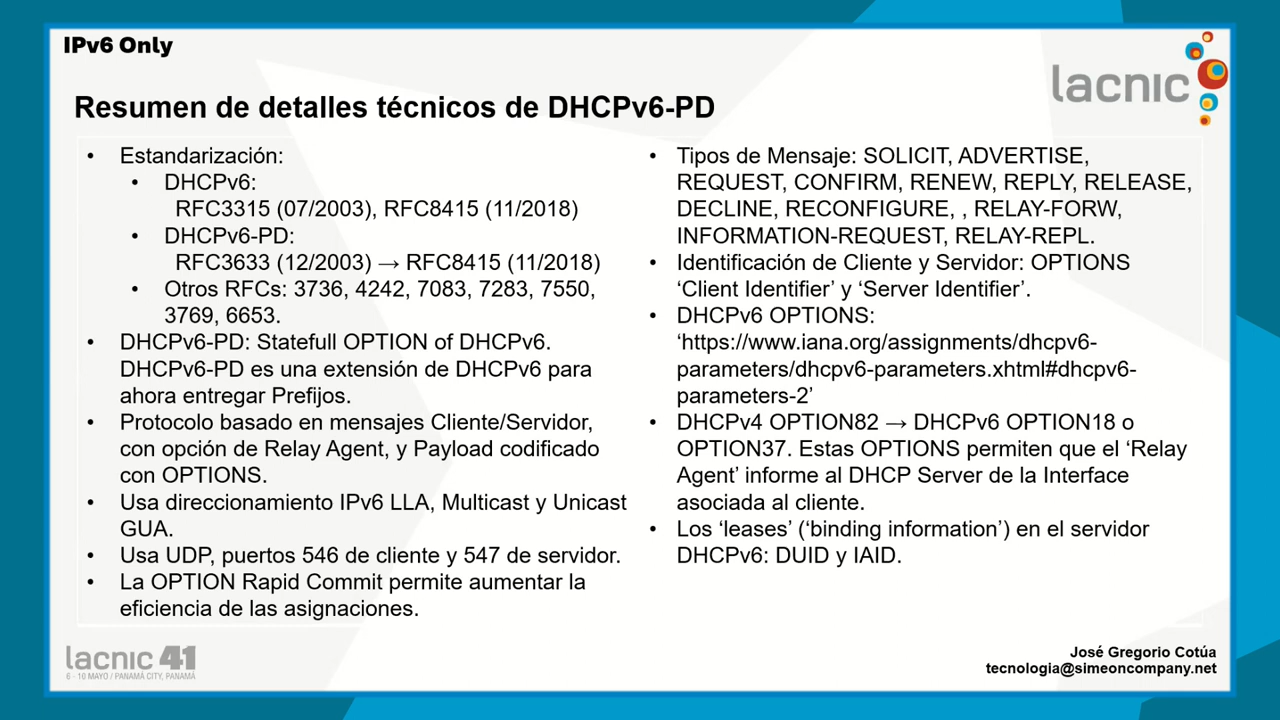 IPv6 Only
lacnic
Resumen de detalles técnicos de DHCPv6-PD
• Estandarización:
• DHCPv6:
RFC3315 (07/2003), RFC8415 (11/2018)
• DHCPv6-PD:
RFC3633 (12/2003) → RFC8415 (11/2018)
• Otros RFCs: 3736, 4242, 7083, 7283, 7550,
3769, 6653.
• DHCPv6-PD: Statefull OPTION of DHCPv6.
DHCPv6-PD es una extensión de DHCPv6 para
ahora entregar Prefijos.
• Protocolo basado en mensajes Cliente/Servidor,
con opción de Relay Agent, y Payload codificado
con OPTIONS.
• Usa direccionamiento IPv6 LLA, Multicast y Unicast
GUA.
• Usa UDP, puertos 546 de cliente y 547 de servidor.
• La OPTION Rapid Commit permite aumentar la
eficiencia de las asignaciones.
• Tipos de Mensaje: SOLICIT, ADVERTISE,
REQUEST, CONFIRM, RENEW, REPLY, RELEASE,
DECLINE, RECONFIGURE, , RELAY-FORW,
INFORMATION-REQUEST, RELAY-REPL.
• Identificación de Cliente y Servidor: OPTIONS
‘Client Identifier’ y ‘Server Identifier’.
• DHCPv6 OPTIONS:
‘https://www.iana.org/assignments/dhcpv6-
parameters/dhcpv6-parameters.xhtml#dhcpv6-
parameters-2’
• DHCPv4 OPTION82 → DHCPv6 OPTION18 o
OPTION37. Estas OPTIONS permiten que el ‘Relay
Agent’ informe al DHCP Server de la Interface
asociada al cliente.
• Los ‘leases’ (‘binding information’) en el servidor
DHCPv6: DUID y IAID.
lacnic 41
6 - 10 MAYO / PANAMÁ CITY, PANAMÁ
José Gregorio Cotúa
tecnologia@simeoncompany.net